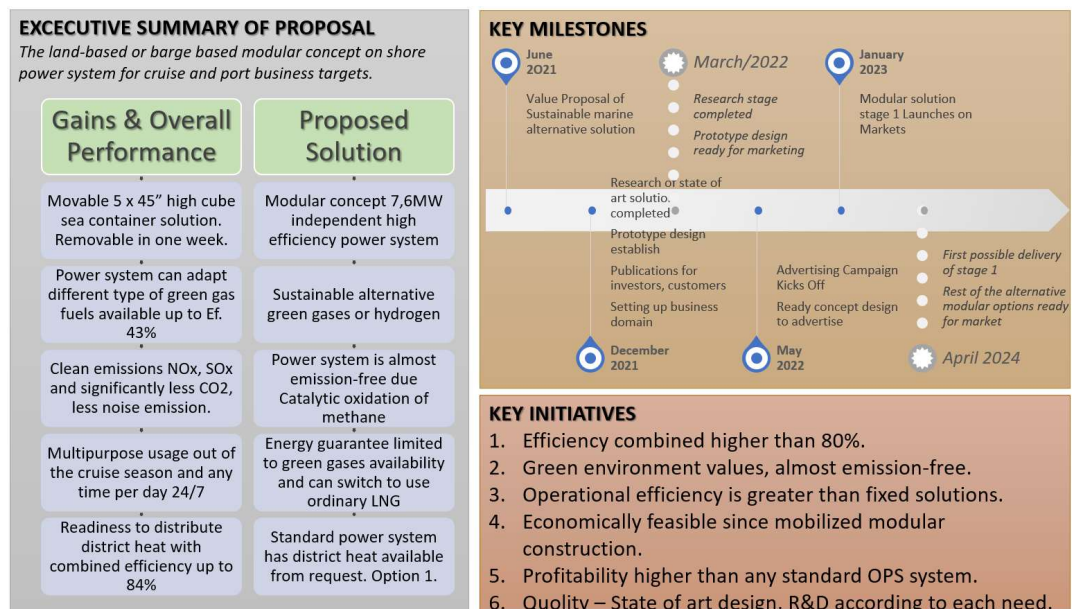 EXCECUTIVE SUMMARY OF PROPOSAL
The land-based or barge based modular concept on shore
power system for cruise and port business targets.
Gains & Overall
Performance
Movable 5 x 45” high cube
sea container solution.
Removable in one week.
Power system can adapt
different type of green gas
fuels available up to Ef.
43%
Clean emissions NOx, SOx
and significantly less CO2,
less noise emission.
Multipurpose usage out of
the cruise season and any
time per day 24/7
Readiness to distribute
district heat with
combined efficiency up to
84%
Proposed
Solution
Modular concept 7,6MW
independent high
efficiency power system
Sustainable alternative
green gases or hydrogen
Power system is almost
emission-free due
Catalytic oxidation of
methane
Energy guarantee limited
to green gases availability
and can switch to use
ordinary LNG
Standard power system
has district heat available
from request. Option 1.
KEY MILESTONES
June
2O21
Value Proposal of
Sustainable marine
alternative solution
March/2022
Research stage
completed
Prototype design
ready for marketing
January
2023
Modular solution
stage 1 Launches on
Markets
Research or state of
art solutio.
completed
Prototype design
establish
Publications for
investors, customers
Setting up business
domain
December
2021
Advertising Campaign
Kicks Off
Ready concept design
to advertise
May
2022
First possible delivery
of stage 1
Rest of the alternative
modular options ready
for market
April 2024
KEY INITIATIVES
1. Efficiency combined higher than 80%.
2. Green environment values, almost emission-free.
3. Operational efficiency is greater than fixed solutions.
4. Economically feasible since mobilized modular
construction.
5. Profitability higher than any standard OPS system.
6. Quolity – State of art design, R&D according to each need.